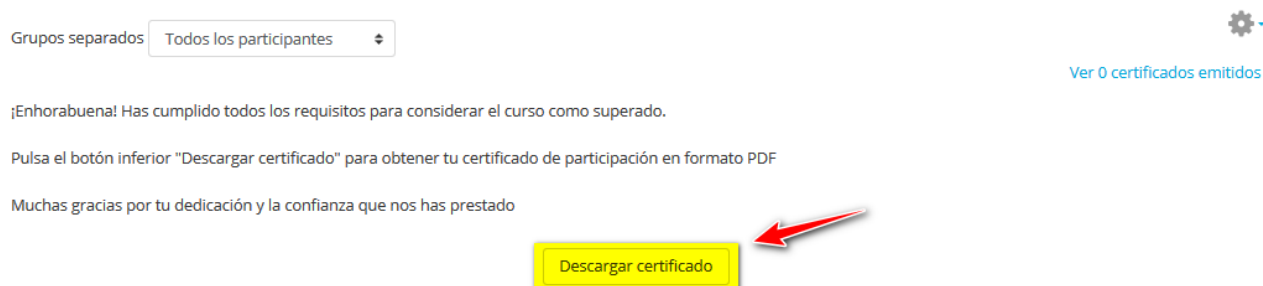 Grupos separados Todos los participantes
Ver 0 certificados emitidos
¡Enhorabuena! Has cumplido todos los requisitos para considerar el curso como superado.
Pulsa el botón inferior "Descargar certificado" para obtener tu certificado de participación en formato PDF
Muchas gracias por tu dedicación y la confianza que nos has prestado
Descargar certificado